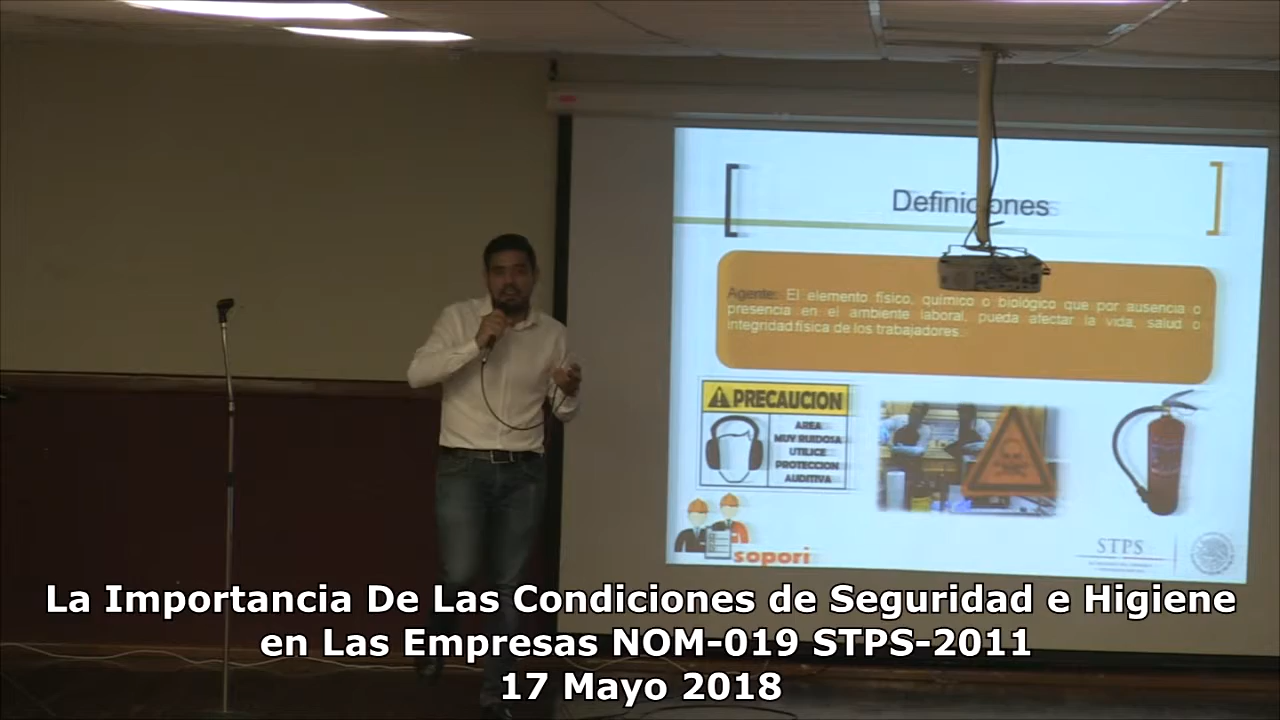 Definiciones
Agente: El elemento físico, químico o biológico que por ausencia o
presencia en el ambiente laboral, pueda afectar la vida, salud o
integridad física de los trabajadores.
PRECAUCION
AREA
MUY RUIDOSA
UTILICE
PROTECCION
AUDITIVA
sopori
STPS
La Importancia De Las Condiciones de Seguridad e Higiene
en Las Empresas NOM-019 STPS-2011
17 Mayo 2018